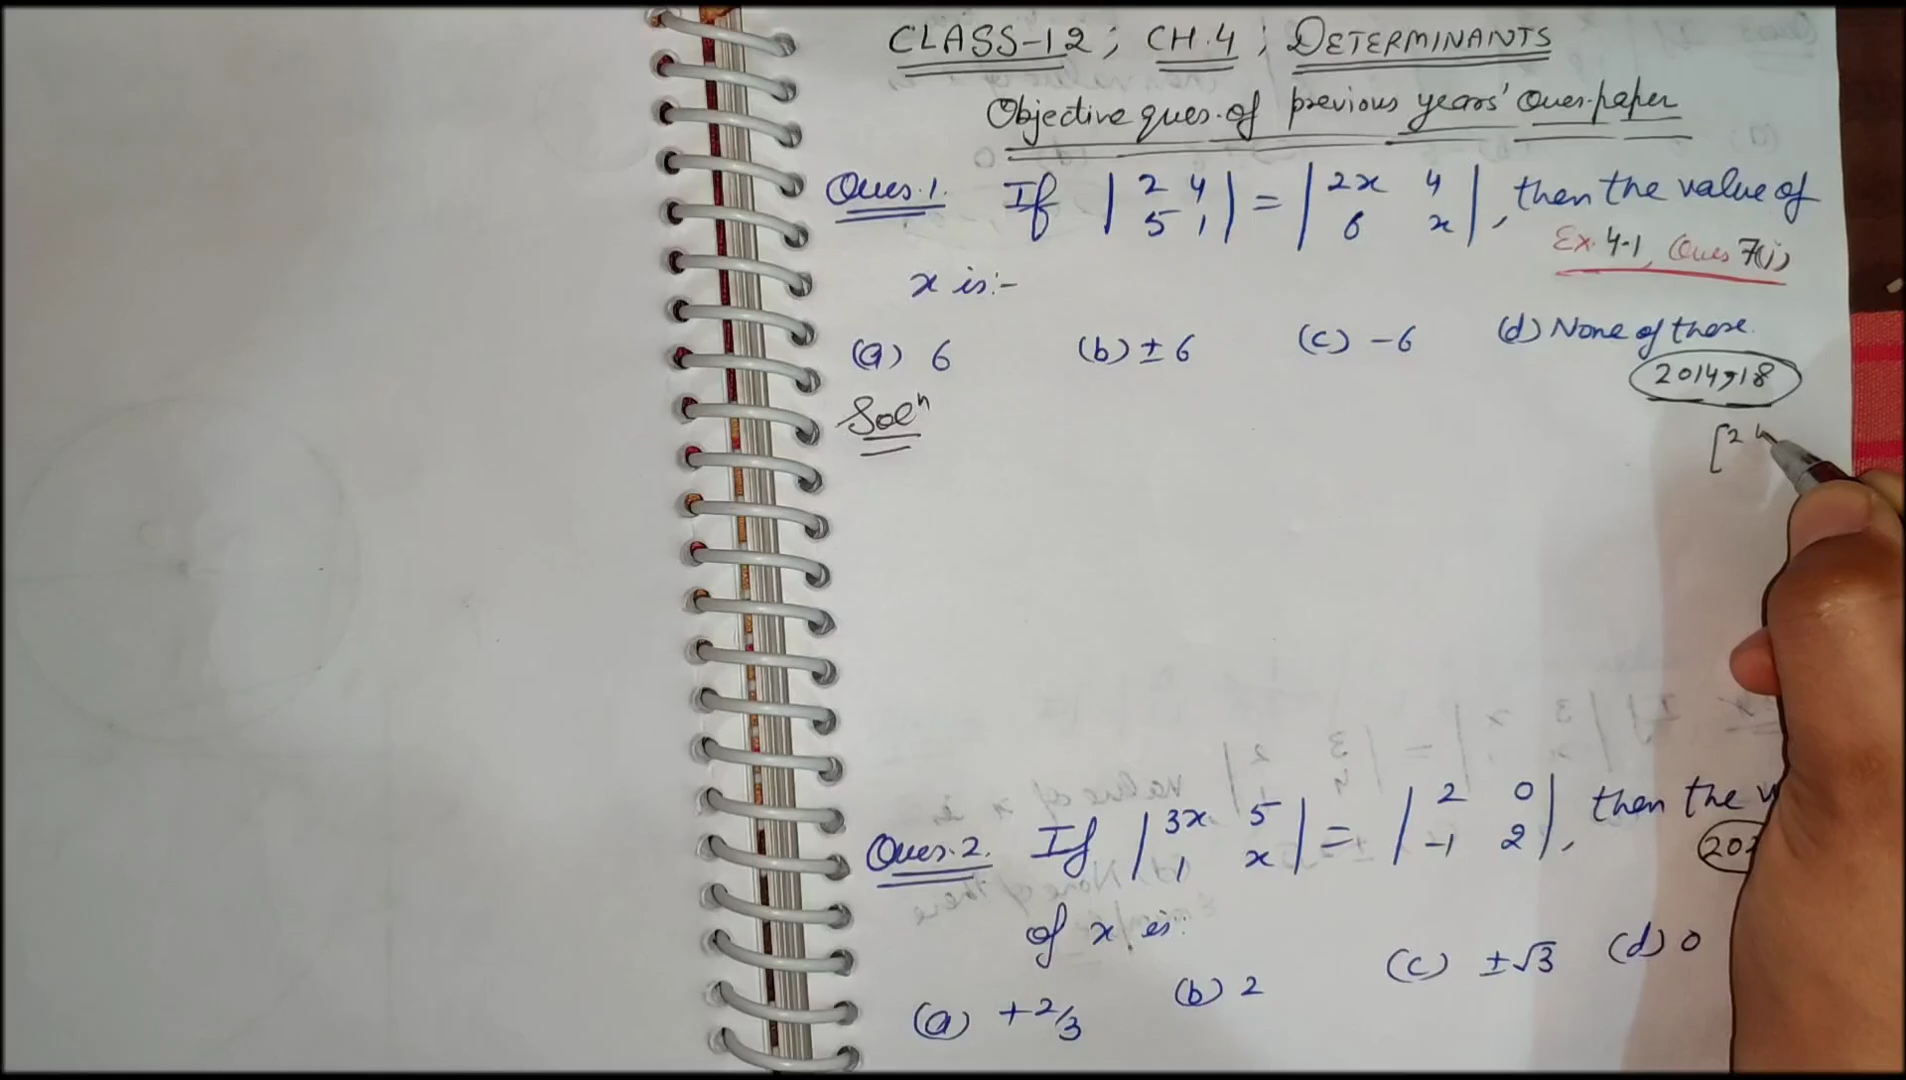 CLASS-12 ; CH.4 ; DETERMINANTS
Objective ques. of previous years' Ques. paper
Ques.1. If | 2 4 | = | 2x 4 |, then the value of
5 1 6 x
Ex. 4.1, Ques 7(i)
x is:-
(a) 6 (b) ± 6 (c) -6 (d) None of these.
2014,18
Solⁿ
[2 4
Ques.2. If | 3x 5 | = | 2 0 |, then the
1 x -1 2
of x is:
(a) +2/3 (b) 2 (c) ±√3 (d) 0